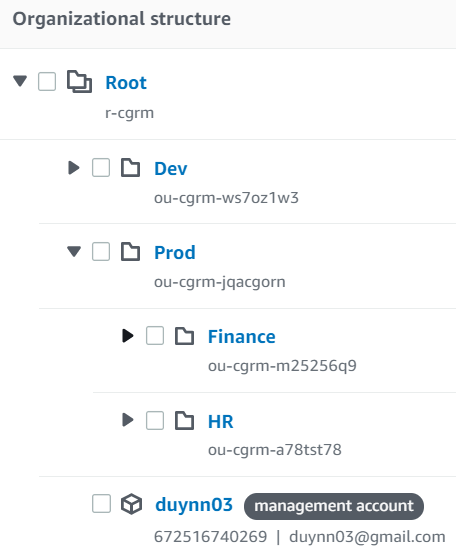 Organizational structure
Root
r-cgrm
Dev
ou-cgrm-ws7oz1w3
Prod
ou-cgrm-jqacgorn
Finance
ou-cgrm-m25256q9
HR
ou-cgrm-a78tst78
duynn03 management account
672516740269 | duynn03@gmail.com